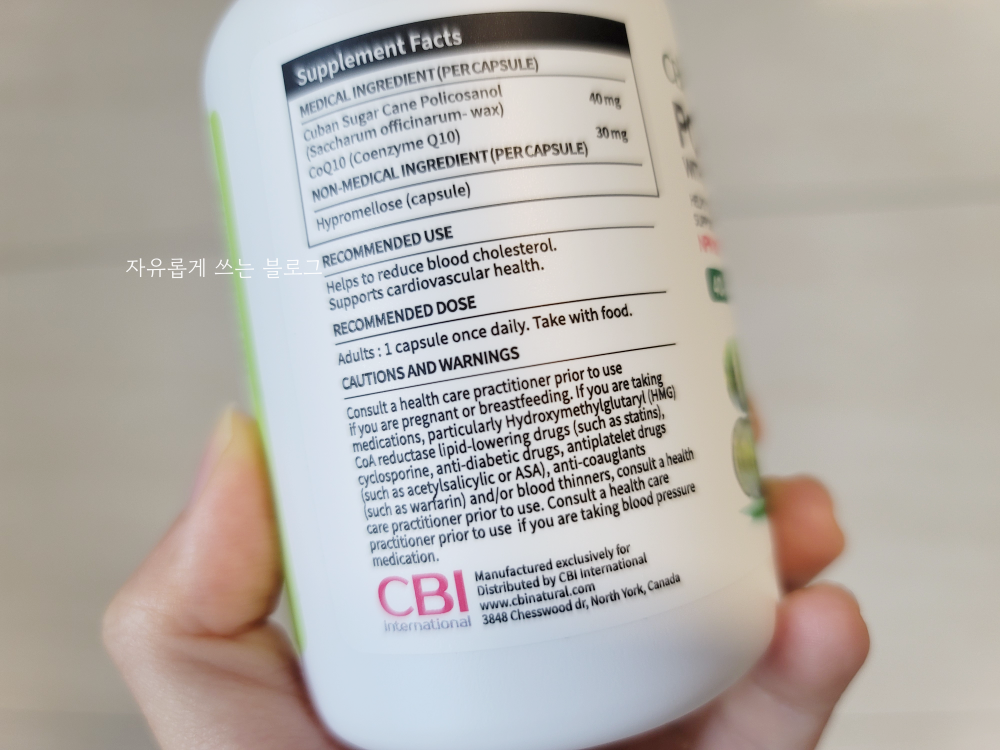 Supplement Facts
MEDICAL INGREDIENT (PER CAPSULE)
Cuban Sugar Cane Policosanol 40 mg
(Saccharum officinarum- wax)
CoQ10 (Coenzyme Q10) 30 mg
NON-MEDICAL INGREDIENT (PER CAPSULE)
Hypromellose (capsule)
RECOMMENDED USE
Helps to reduce blood cholesterol.
Supports cardiovascular health.
RECOMMENDED DOSE
Adults : 1 capsule once daily. Take with food.
CAUTIONS AND WARNINGS
Consult a health care practitioner prior to use
if you are pregnant or breastfeeding. If you are taking
medications, particularly Hydroxymethylglutaryl (HMG)
CoA reductase lipid-lowering drugs (such as statins),
cyclosporine, anti-diabetic drugs, antiplatelet drugs
(such as acetylsalicylic or ASA), anti-coauglants
(such as warfarin) and/or blood thinners, consult a health
care practitioner prior to use. Consult a health care
practitioner prior to use if you are taking blood pressure
medication.
CBI
international
Manufactured exclusively for
Distributed by CBI International
www.cbinatural.com
3848 Chesswood dr, North York, Canada
자유롭게 쓰는 블로그